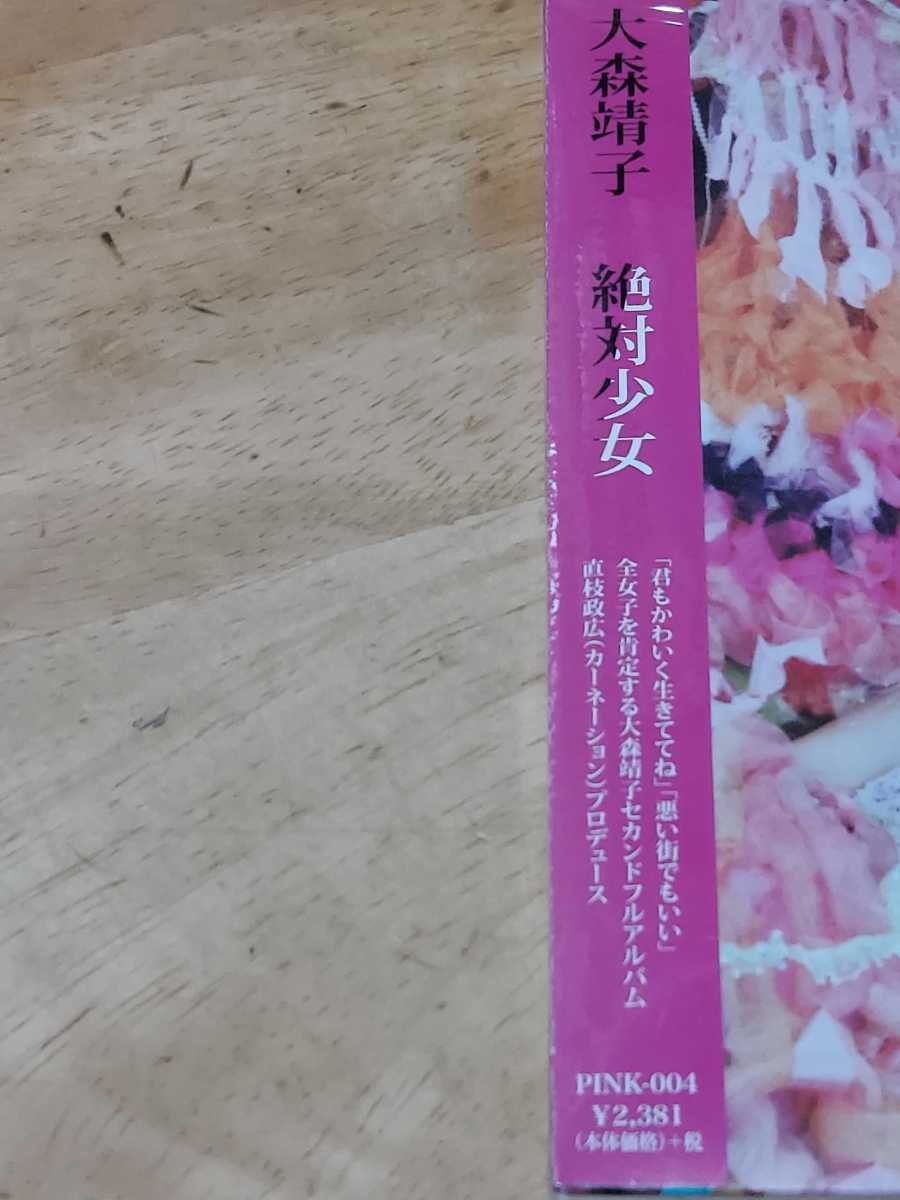 大森靖子 絶対少女
「君もかわいく生きててね」「悪い街でもいい」
全女子を肯定する大森靖子セカンドフルアルバム
直枝政広(カーネーション)プロデュース
PINK-004
¥2,381
(本体価格)+税